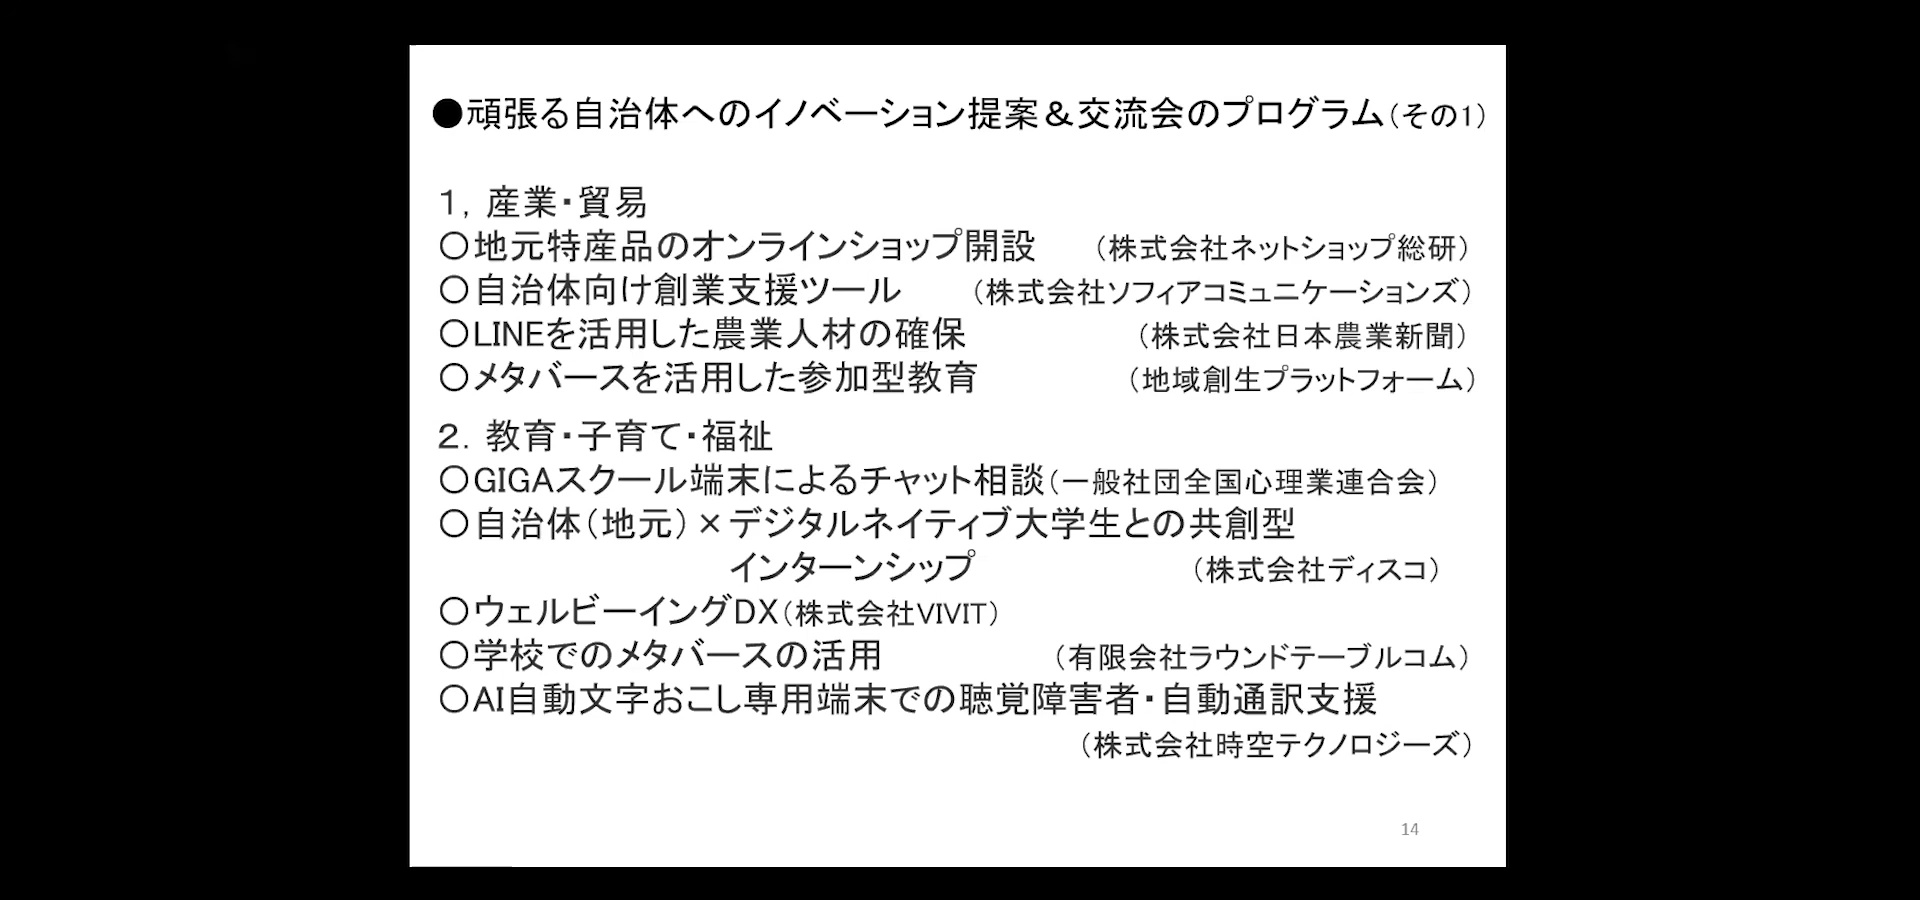 ●頑張る自治体へのイノベーション提案＆交流会のプログラム（その1）
１，産業・貿易
〇地元特産品のオンラインショップ開設　（株式会社ネットショップ総研）
〇自治体向け創業支援ツール　（株式会社ソフィアコミュニケーションズ）
〇LINEを活用した農業人材の確保　（株式会社日本農業新聞）
〇メタバースを活用した参加型教育　（地域創生プラットフォーム）
２．教育・子育て・福祉
〇GIGAスクール端末によるチャット相談（一般社団全国心理業連合会）
〇自治体（地元）×デジタルネイティブ大学生との共創型
インターンシップ　（株式会社ディスコ）
〇ウェルビーイングDX（株式会社VIVIT）
〇学校でのメタバースの活用　（有限会社ラウンドテーブルコム）
〇AI自動文字おこし専用端末での聴覚障害者・自動通訳支援
（株式会社時空テクノロジーズ）
14